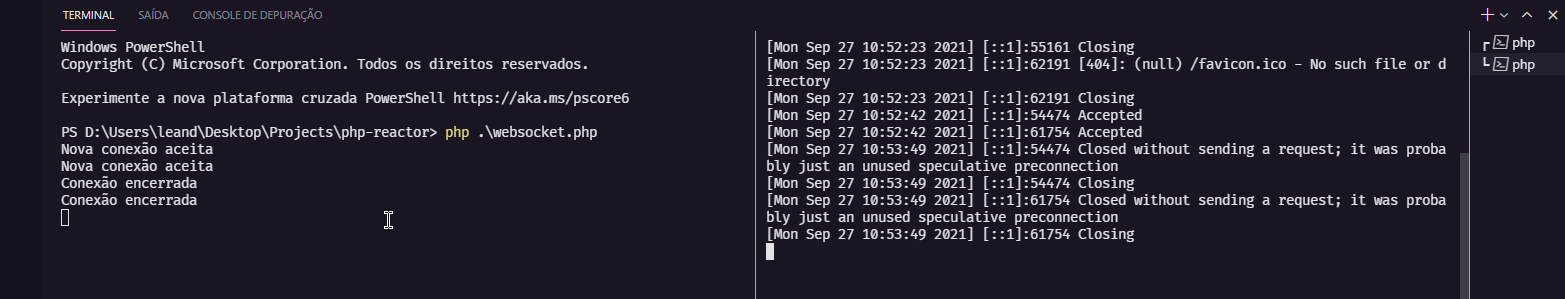 TERMINAL SAÍDA CONSOLE DE DEPURAÇÃO
Windows PowerShell
Copyright (C) Microsoft Corporation. Todos os direitos reservados.
Experimente a nova plataforma cruzada PowerShell https://aka.ms/pscore6
PS D:\Users\leand\Desktop\Projects\php-reactor> php .\websocket.php
Nova conexão aceita
Nova conexão aceita
Conexão encerrada
Conexão encerrada
[Mon Sep 27 10:52:23 2021] [::1]:55161 Closing
[Mon Sep 27 10:52:23 2021] [::1]:62191 [404]: (null) /favicon.ico - No such file or d
irectory
[Mon Sep 27 10:52:23 2021] [::1]:62191 Closing
[Mon Sep 27 10:52:42 2021] [::1]:54474 Accepted
[Mon Sep 27 10:52:42 2021] [::1]:61754 Accepted
[Mon Sep 27 10:53:49 2021] [::1]:54474 Closed without sending a request; it was proba
bly just an unused speculative preconnection
[Mon Sep 27 10:53:49 2021] [::1]:54474 Closing
[Mon Sep 27 10:53:49 2021] [::1]:61754 Closed without sending a request; it was proba
bly just an unused speculative preconnection
[Mon Sep 27 10:53:49 2021] [::1]:61754 Closing
php
php